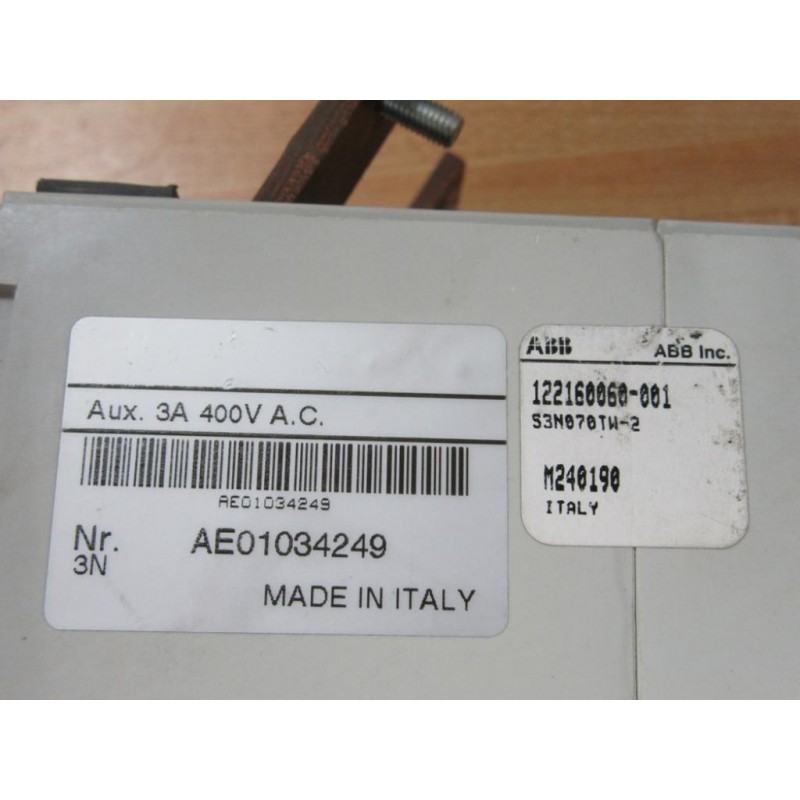 Aux. 3A 400V A.C.
AE01034249
Nr. AE01034249
3N
MADE IN ITALY
ABB ABB Inc.
122160060-001
S3N070TW-2
M240190
ITALY